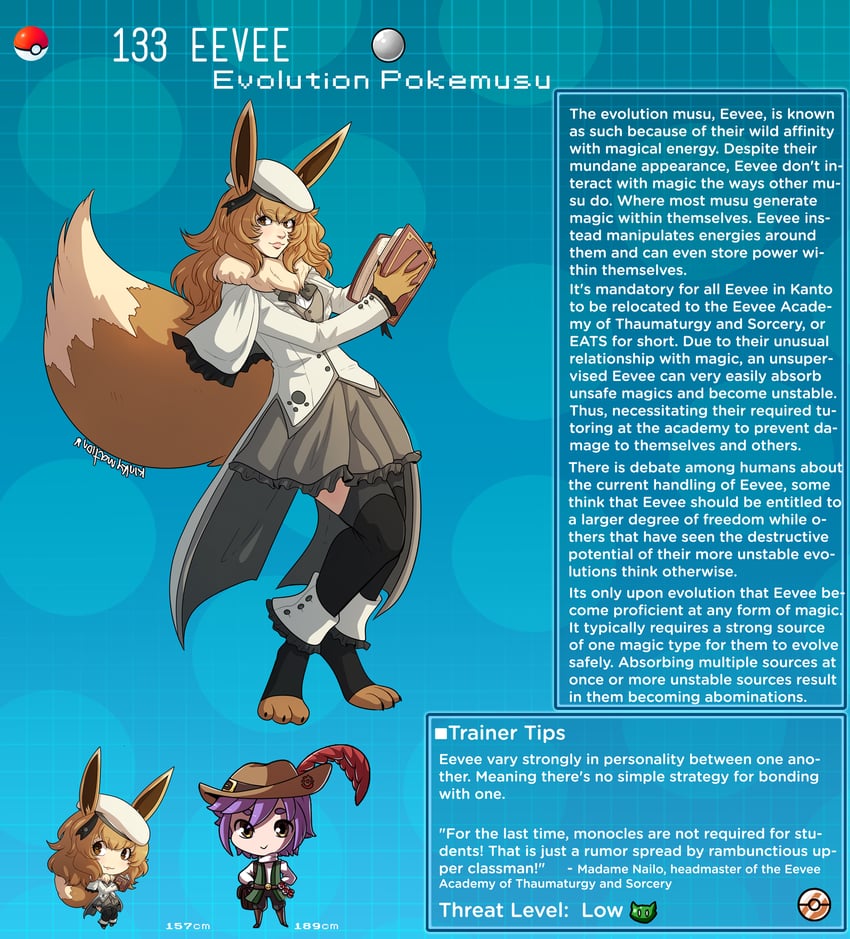 133 EEVEE
Evolution Pokemusu
The evolution musu, Eevee, is known
as such because of their wild affinity
with magical energy. Despite their
mundane appearance, Eevee don't in-
teract with magic the ways other mu-
su do. Where most musu generate
magic within themselves. Eevee ins-
tead manipulates energies around
them and can even store power wi-
thin themselves.
It's mandatory for all Eevee in Kanto
to be relocated to the Eevee Acade-
my of Thaumaturgy and Sorcery, or
EATS for short. Due to their unusual
relationship with magic, an unsuper-
vised Eevee can very easily absorb
unsafe magics and become unstable.
Thus, necessitating their required tu-
toring at the academy to prevent da-
mage to themselves and others.
There is debate among humans about
the current handling of Eevee, some
think that Eevee should be entitled to
a larger degree of freedom while o-
thers that have seen the destructive
potential of their more unstable evo-
lutions think otherwise.
Its only upon evolution that Eevee be-
come proficient at any form of magic.
It typically requires a strong source
of one magic type for them to evolve
safely. Absorbing multiple sources at
once or more unstable sources result
in them becoming abominations.
kinkymation
■Trainer Tips
Eevee vary strongly in personality between one ano-
ther. Meaning there's no simple strategy for bonding
with one.
"For the last time, monocles are not required for stu-
dents! That is just a rumor spread by rambunctious up-
per classman!" - Madame Nailo, headmaster of the Eevee
Academy of Thaumaturgy and Sorcery
Threat Level: Low
157cm
189cm